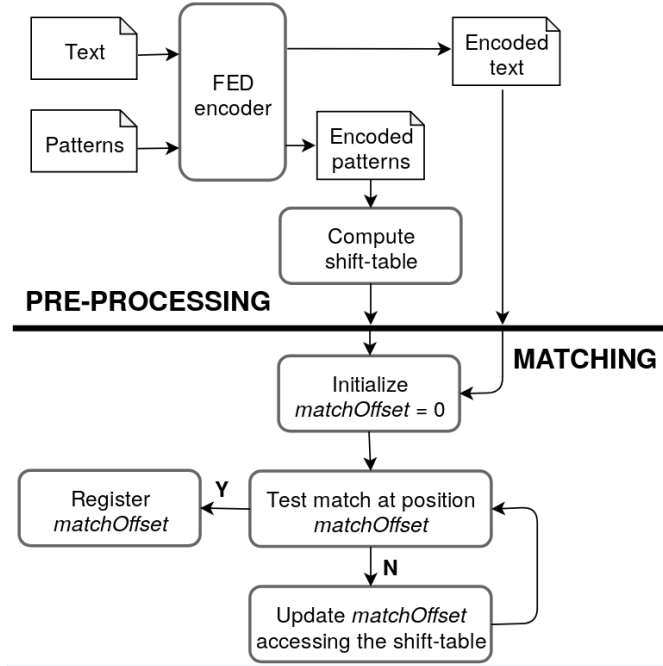 Text
FED
encoder
Encoded
text
Patterns
Encoded
patterns
Compute
shift-table
PRE-PROCESSING
MATCHING
Initialize
matchOffset = 0
Register
matchOffset
Y
Test match at position
matchOffset
N
Update matchOffset
accessing the shift-table